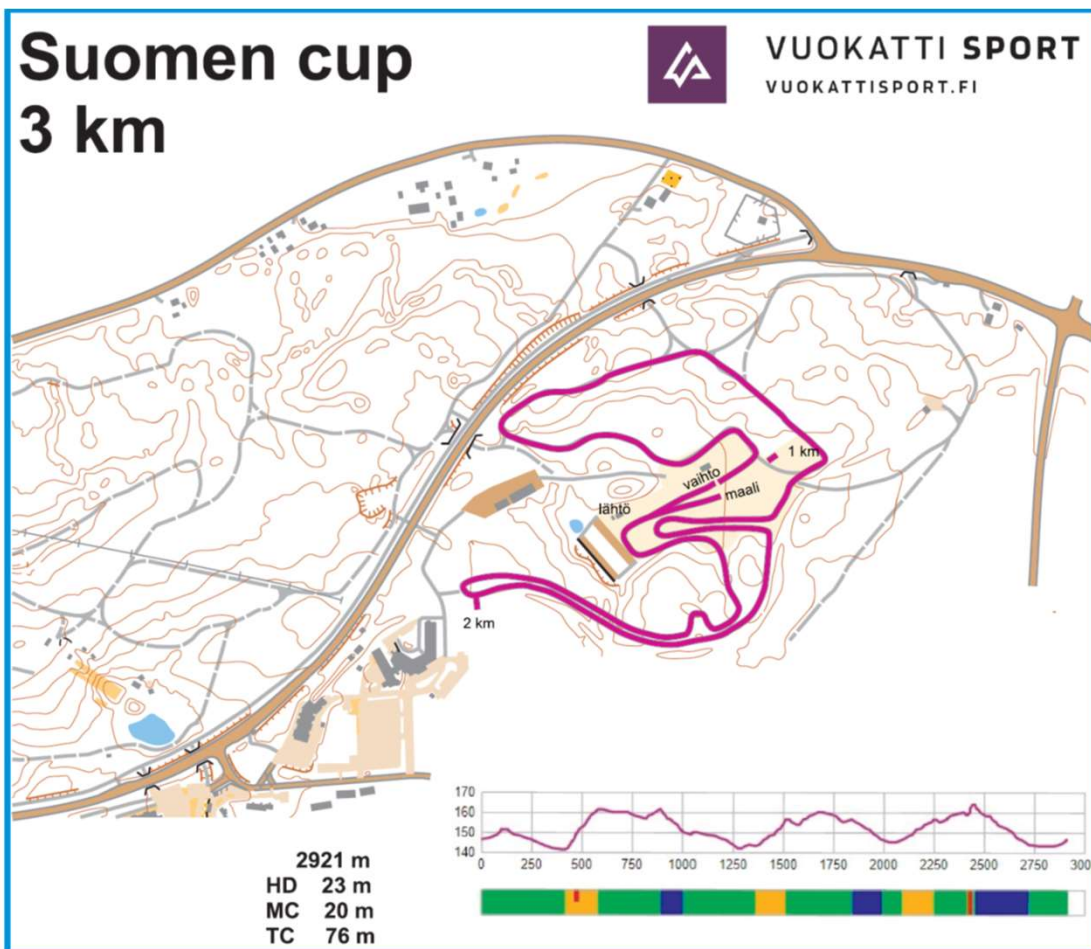 Suomen cup
3 km
VUOKATTI SPORT
VUOKATTISPORT.FI
1 km
vaihto
maali
lähtö
2 km
170
160
150
140
0 250 500 750 1000 1250 1500 1750 2000 2250 2500 2750 300
2921 m
HD 23 m
MC 20 m
TC 76 m